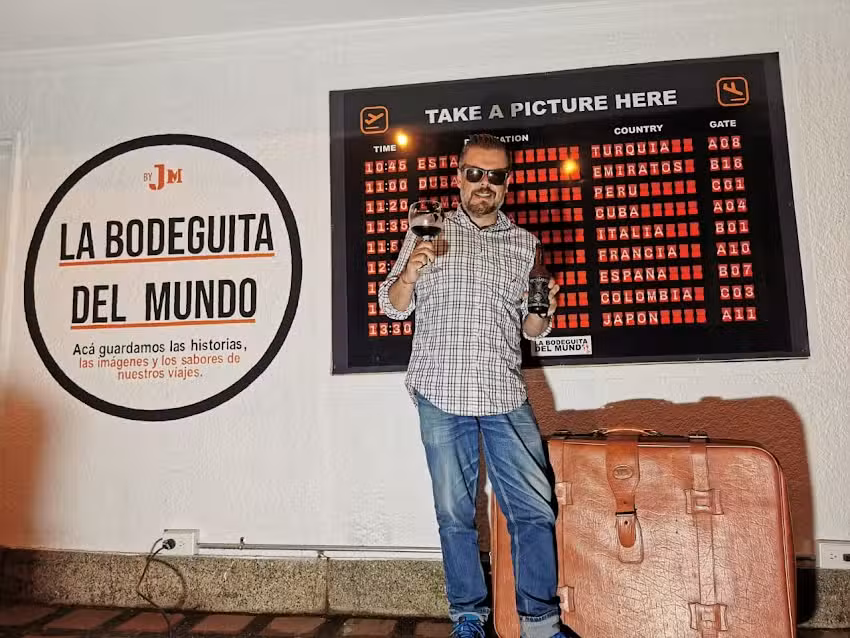 BY JM
LA BODEGUITA
DEL MUNDO
Acá guardamos las historias,
las imágenes y los sabores de
nuestros viajes.
TAKE A PICTURE HERE
TIME COUNTRY GATE
10:45 TURQUIA A08
11:00 EMIRATOS B18
11:20 PERU C01
CUBA A04
ITALIA B01
FRANCIA A10
ESPAÑA B07
COLOMBIA C03
13:30 JAPON A11
LA BODEGUITA
DEL MUNDO